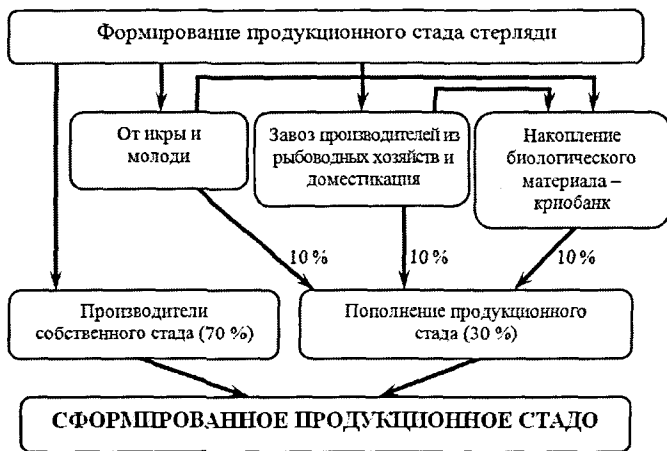 Формирование продукционного стада стерляди
От икры и
молоди
Завоз производителей из
рыбоводных хозяйств и
доместикация
Накопление
биологического
материала –
криобанк
10 %
10 %
10 %
Производители
собственного стада (70 %)
Пополнение продукционного
стада (30 %)
СФОРМИРОВАННОЕ ПРОДУКЦИОННОЕ СТАДО